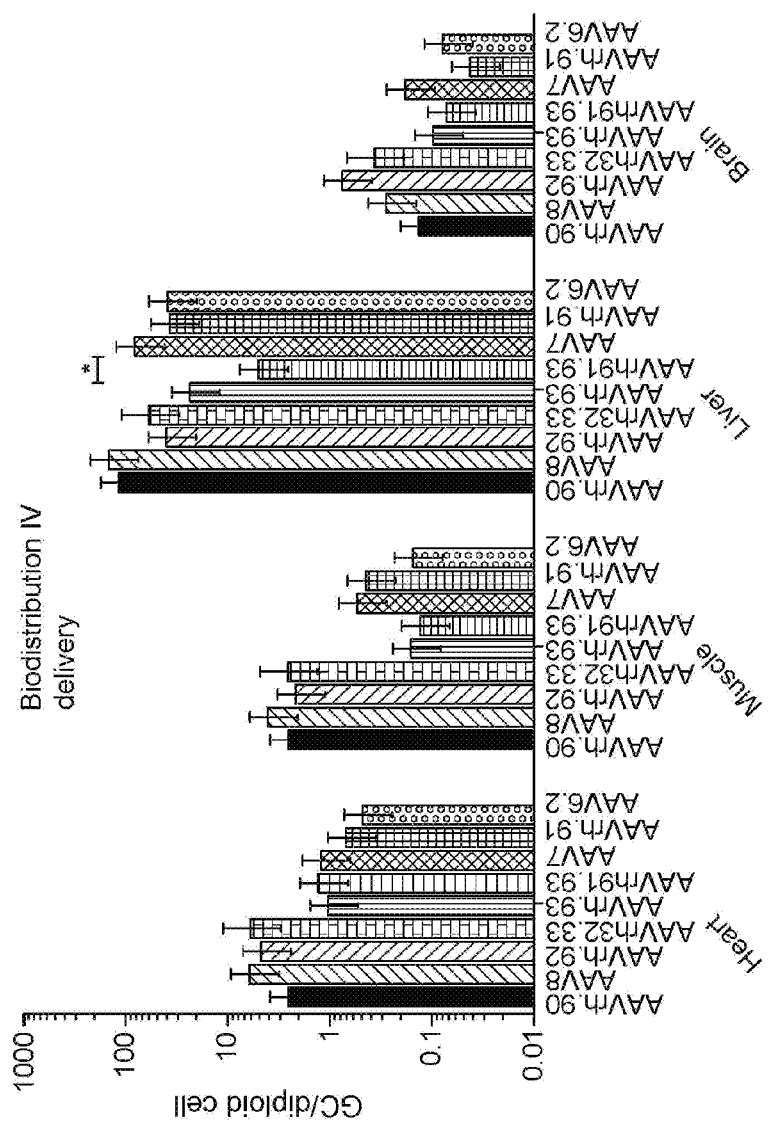 Biodistribution IV
delivery
GC/diploid cell
1000
100
10
1
0.1
0.01
AAVrh.90
AAV8
AAVrh.92
AAVrh32.33
AAVrh.93
AAVrh91.93
AAV7
AAVrh.91
AAV6.2
Heart
AAVrh.90
AAV8
AAVrh.92
AAVrh32.33
AAVrh.93
AAVrh91.93
AAV7
AAVrh.91
AAV6.2
Muscle
*
AAVrh.90
AAV8
AAVrh.92
AAVrh32.33
AAVrh.93
AAVrh91.93
AAV7
AAVrh.91
AAV6.2
Liver
AAVrh.90
AAV8
AAVrh.92
AAVrh32.33
AAVrh.93
AAVrh91.93
AAV7
AAVrh.91
AAV6.2
Brain